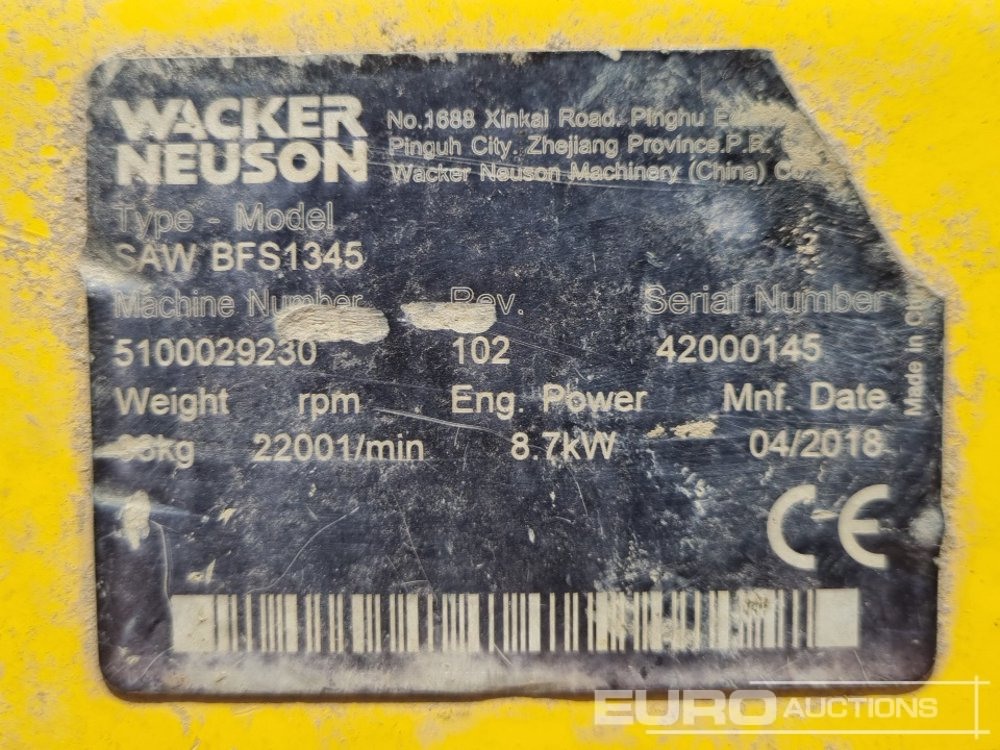 WACKER
NEUSON
No.1688 Xinkai Road. Pinghu
Pinguh City. Zhejiang Province.P.R.
Wacker Neuson Machinery (China) Co
Type - Model
SAW BFS1345
Machine Number Rev. Serial Number
5100029230 102 42000145
Weight rpm Eng. Power Mnf. Date
22001/min 8.7kW 04/2018
Made in
CE
EURO AUCTIONS